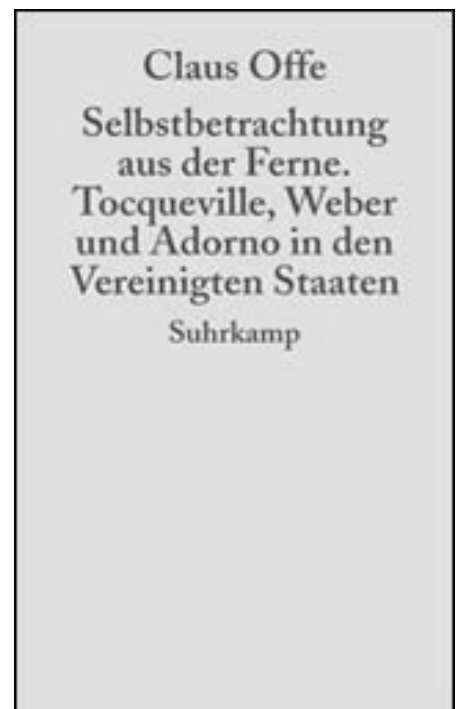 Claus Offe
Selbstbetrachtung
aus der Ferne.
Tocqueville, Weber
und Adorno in den
Vereinigten Staaten
Suhrkamp